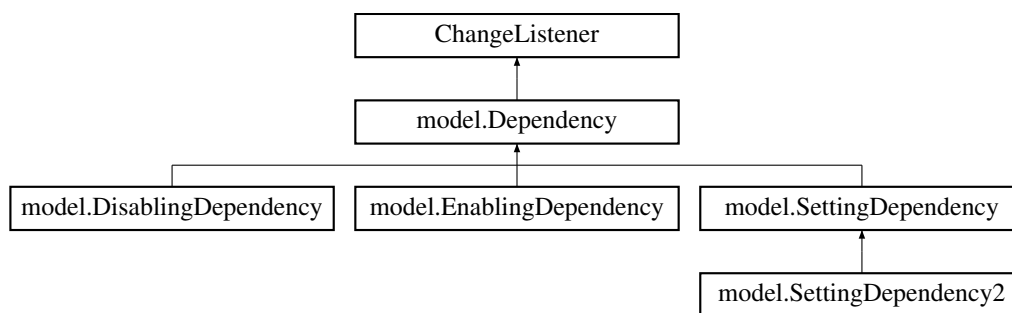 ChangeListener
model.Dependency
model.DisablingDependency
model.EnablingDependency
model.SettingDependency
model.SettingDependency2